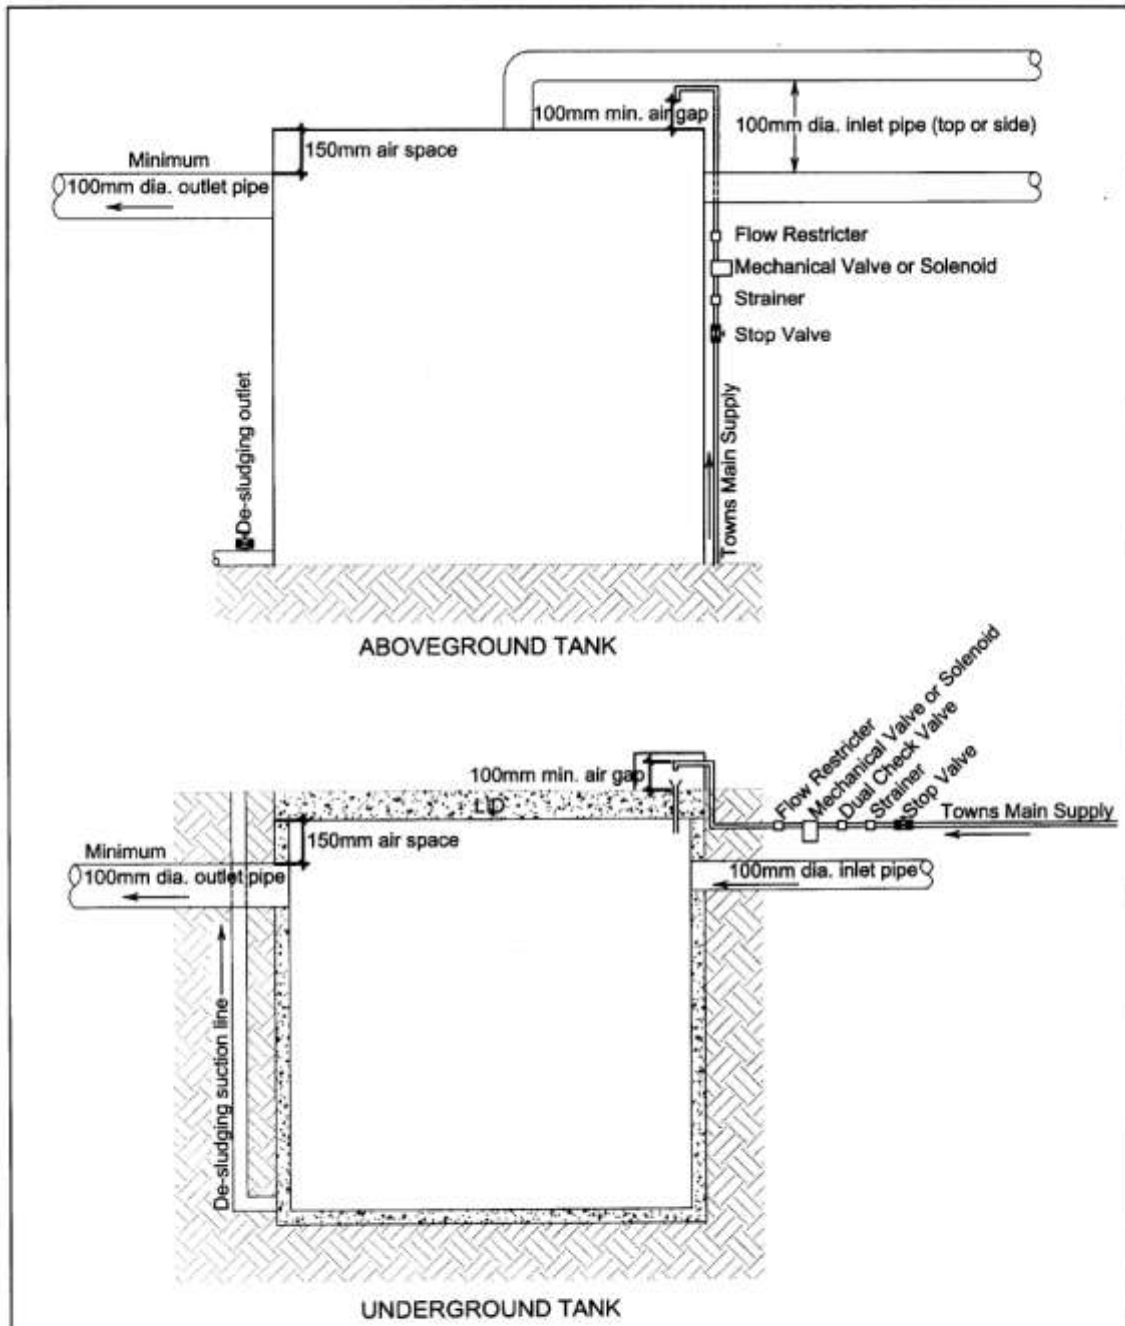 100mm min. air gap
100mm dia. inlet pipe (top or side)
150mm air space
Minimum
100mm dia. outlet pipe
Flow Restricter
Mechanical Valve or Solenoid
Strainer
Stop Valve
De-sludging outlet
Towns Main Supply
ABOVEGROUND TANK
Flow Restricter
Mechanical Valve or Solenoid
Dual Check Valve
Strainer
Stop Valve
Towns Main Supply
100mm min. air gap
LID
150mm air space
Minimum
100mm dia. outlet pipe
100mm dia. inlet pipe
De-sludging suction line
UNDERGROUND TANK